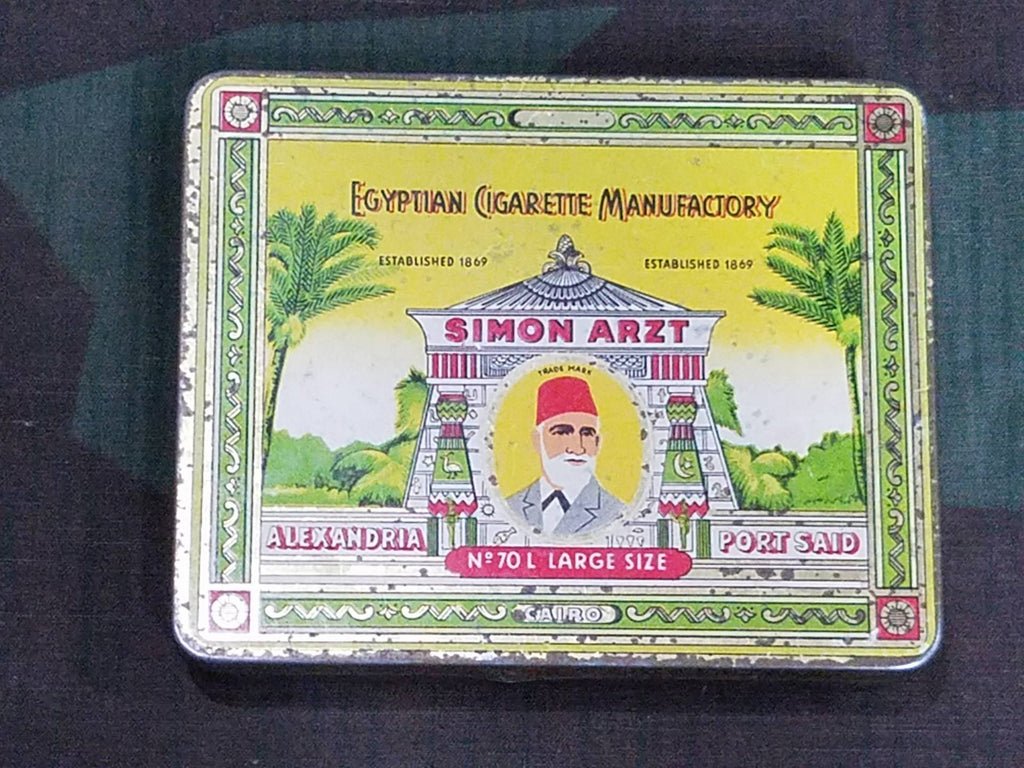 EGYPTIAN CIGARETTE MANUFACTORY
ESTABLISHED 1869 ESTABLISHED 1869
SIMON ARZT
TRADE MARK
ALEXANDRIA PORT SAID
Nº 70 L LARGE SIZE
CAIRO